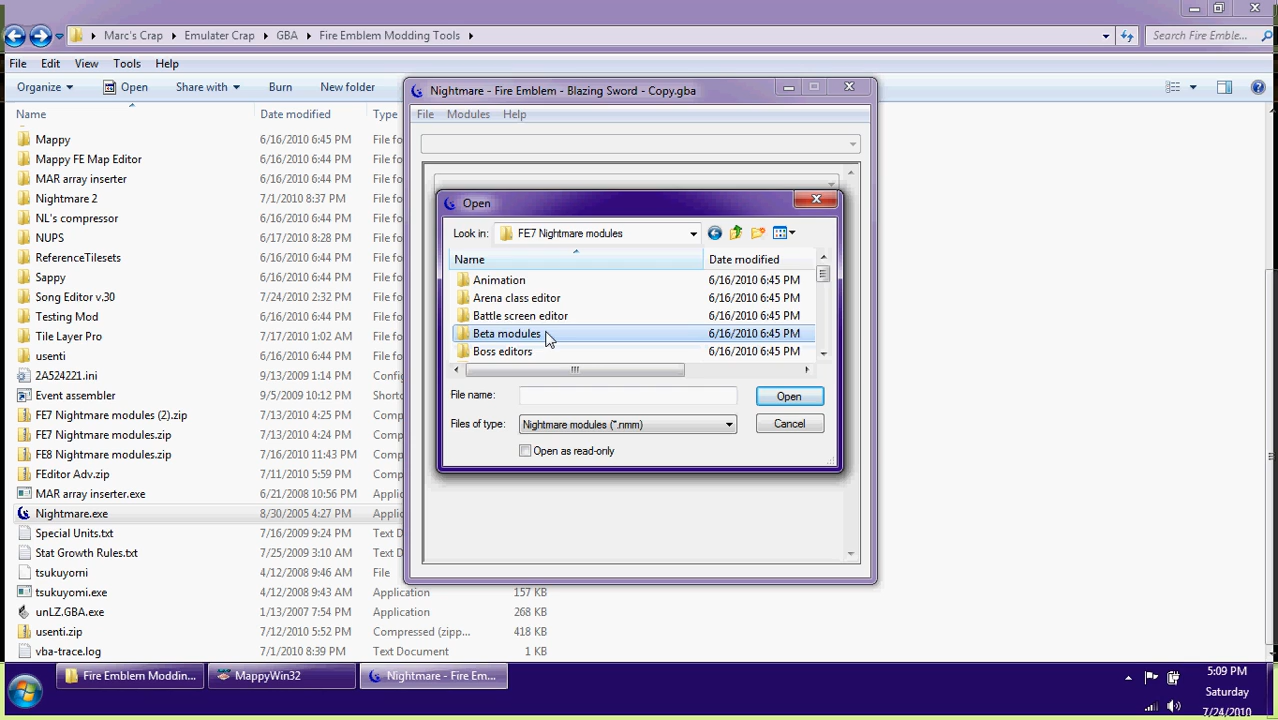 Marc's Crap Emulater Crap GBA Fire Emblem Modding Tools Search Fire Emble...
File Edit View Tools Help
Organize Open Share with Burn New folder
Name Date modified Type
Mappy 6/16/2010 6:45 PM File fo
Mappy FE Map Editor 6/16/2010 6:44 PM File fo
MAR array inserter 6/16/2010 6:44 PM File fo
Nightmare 2 7/1/2010 8:37 PM File fo
NL's compressor 6/16/2010 6:44 PM File fo
NUPS 6/17/2010 8:28 PM File fo
ReferenceTilesets 6/16/2010 6:44 PM File fo
Sappy 6/16/2010 6:44 PM File fo
Song Editor v.30 7/24/2010 2:32 PM File fo
Testing Mod 6/16/2010 6:44 PM File fo
Tile Layer Pro 7/17/2010 1:02 AM File fo
usenti 6/16/2010 6:44 PM File fo
2A524221.ini 9/13/2009 1:14 PM Config
Event assembler 9/5/2009 10:12 PM Shortc
FE7 Nightmare modules (2).zip 7/13/2010 4:25 PM Comp
FE7 Nightmare modules.zip 7/13/2010 4:24 PM Comp
FE8 Nightmare modules.zip 7/16/2010 11:43 PM Comp
FEditor Adv.zip 7/11/2010 5:59 PM Comp
MAR array inserter.exe 6/21/2008 10:56 PM Applic
Nightmare.exe 8/30/2005 4:27 PM Applic
Special Units.txt 7/16/2009 9:24 PM Text D
Stat Growth Rules.txt 7/25/2009 3:10 AM Text D
tsukuyomi 4/12/2008 9:46 AM File
tsukuyomi.exe 4/12/2008 9:43 AM Application 157 KB
unLZ.GBA.exe 1/13/2007 7:54 PM Application 268 KB
usenti.zip 7/12/2010 5:52 PM Compressed (zipp... 418 KB
vba-trace.log 7/1/2010 8:39 PM Text Document 1 KB
Nightmare - Fire Emblem - Blazing Sword - Copy.gba
File Modules Help
Open
Look in: FE7 Nightmare modules
Name Date modified
Animation 6/16/2010 6:45 PM
Arena class editor 6/16/2010 6:45 PM
Battle screen editor 6/16/2010 6:45 PM
Beta modules 6/16/2010 6:45 PM
Boss editors 6/16/2010 6:45 PM
File name: Open
Files of type: Nightmare modules (*.nmm) Cancel
Open as read-only
Fire Emblem Moddin... MappyWin32 Nightmare - Fire Em...
5:09 PM
Saturday
7/24/2010